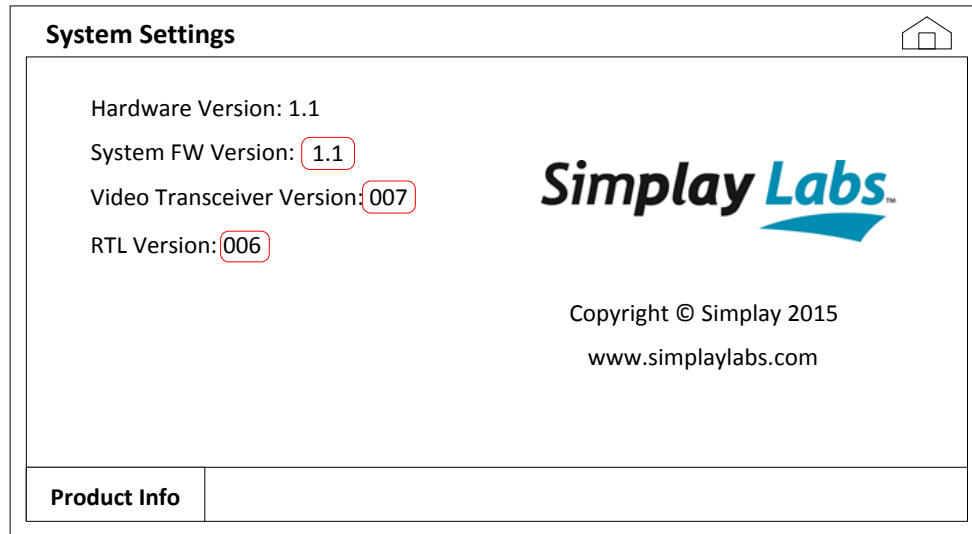 System Settings
Hardware Version: 1.1
System FW Version: 1.1
Video Transceiver Version: 007
RTL Version: 006
Simplay Labs™
Copyright © Simplay 2015
www.simplaylabs.com
Product Info